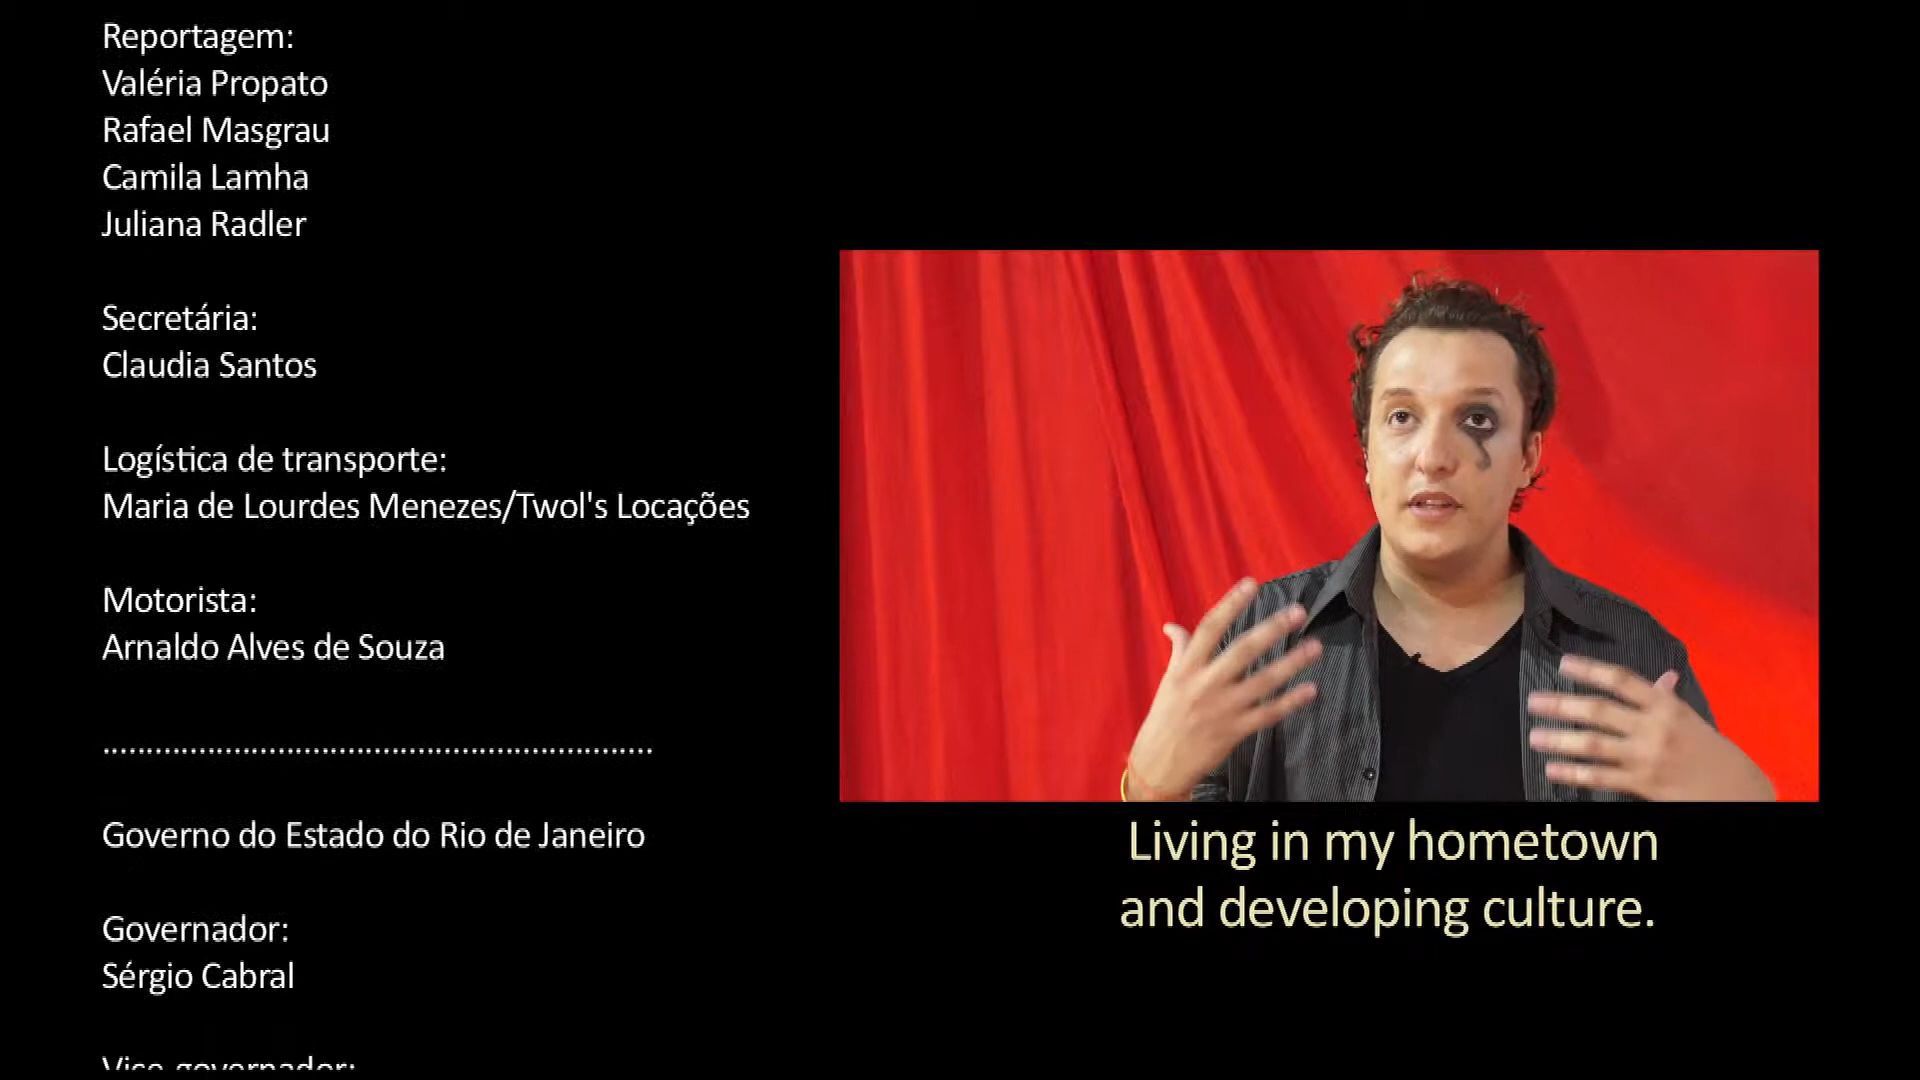 Reportagem:
Valéria Propato
Rafael Masgrau
Camila Lamha
Juliana Radler
Secretária:
Claudia Santos
Logística de transporte:
Maria de Lourdes Menezes/Twol's Locações
Motorista:
Arnaldo Alves de Souza
...............................................................
Governo do Estado do Rio de Janeiro
Governador:
Sérgio Cabral
Vice-governador:
Living in my hometown
and developing culture.